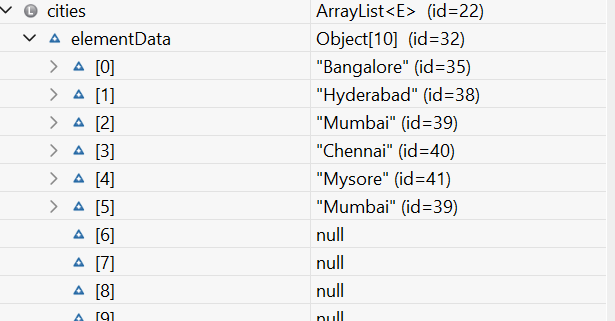 cities ArrayList<E> (id=22)
elementData Object[10] (id=32)
[0] "Bangalore" (id=35)
[1] "Hyderabad" (id=38)
[2] "Mumbai" (id=39)
[3] "Chennai" (id=40)
[4] "Mysore" (id=41)
[5] "Mumbai" (id=39)
[6] null
[7] null
[8] null
[9] null